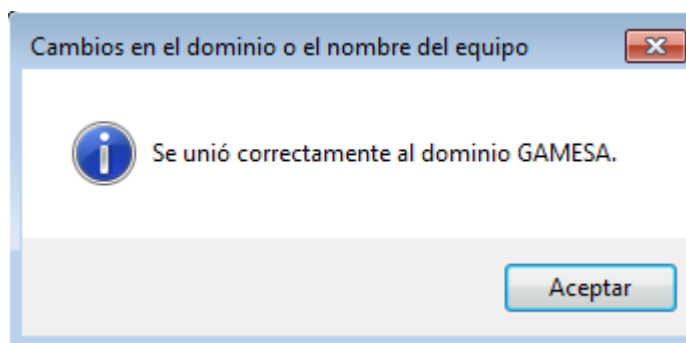 Cambios en el dominio o el nombre del equipo
Se unió correctamente al dominio GAMESA.
Aceptar